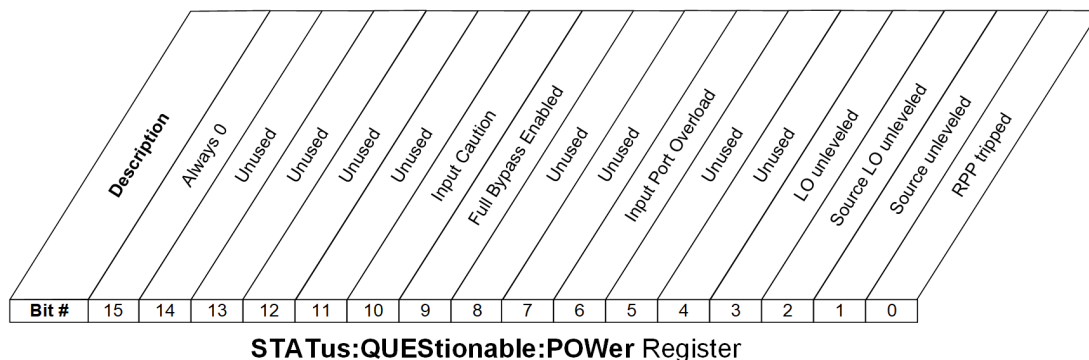 Description
Always 0
Unused
Unused
Unused
Unused
Input Caution
Full Bypass Enabled
Unused
Unused
Input Port Overload
Unused
Unused
LO unleveled
Source LO unleveled
Source unleveled
RPP tripped
Bit # 15 14 13 12 11 10 9 8 7 6 5 4 3 2 1 0
STATus:QUEStionable:POWer Register